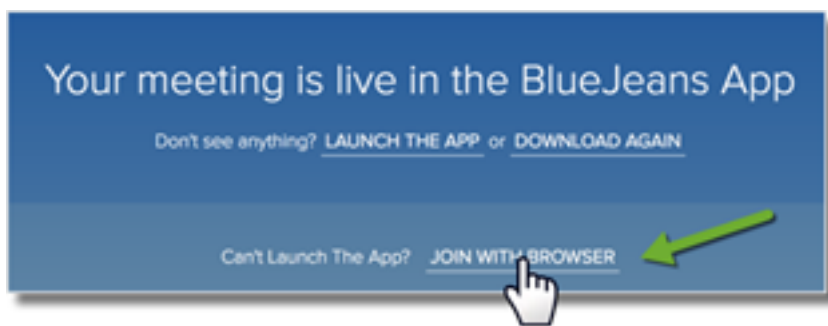 Your meeting is live in the BlueJeans App
Don't see anything? LAUNCH THE APP or DOWNLOAD AGAIN
Can't Launch The App? JOIN WITH BROWSER